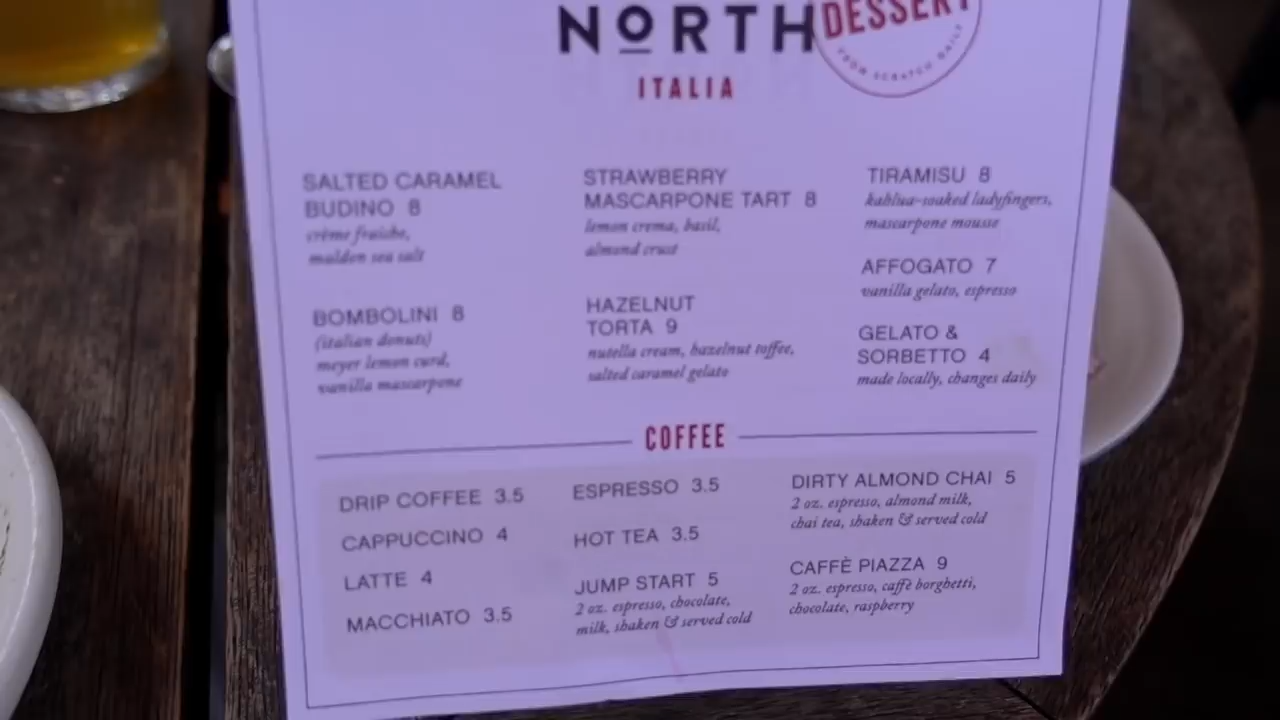 NORTH
ITALIA
DESSERT
FROM SCRATCH DAILY
SALTED CARAMEL
BUDINO 8
crème fraiche,
maldon sea salt
BOMBOLINI 8
(italian donuts)
meyer lemon curd,
vanilla mascarpone
STRAWBERRY
MASCARPONE TART 8
lemon crema, basil,
almond crust
HAZELNUT
TORTA 9
nutella cream, hazelnut toffee,
salted caramel gelato
TIRAMISU 8
kahlua-soaked ladyfingers,
mascarpone mousse
AFFOGATO 7
vanilla gelato, espresso
GELATO &
SORBETTO 4
made locally, changes daily
COFFEE
DRIP COFFEE 3.5
CAPPUCCINO 4
LATTE 4
MACCHIATO 3.5
ESPRESSO 3.5
HOT TEA 3.5
JUMP START 5
2 oz. espresso, chocolate,
milk, shaken & served cold
DIRTY ALMOND CHAI 5
2 oz. espresso, almond milk,
chai tea, shaken & served cold
CAFFÈ PIAZZA 9
2 oz. espresso, caffè borghetti,
chocolate, raspberry